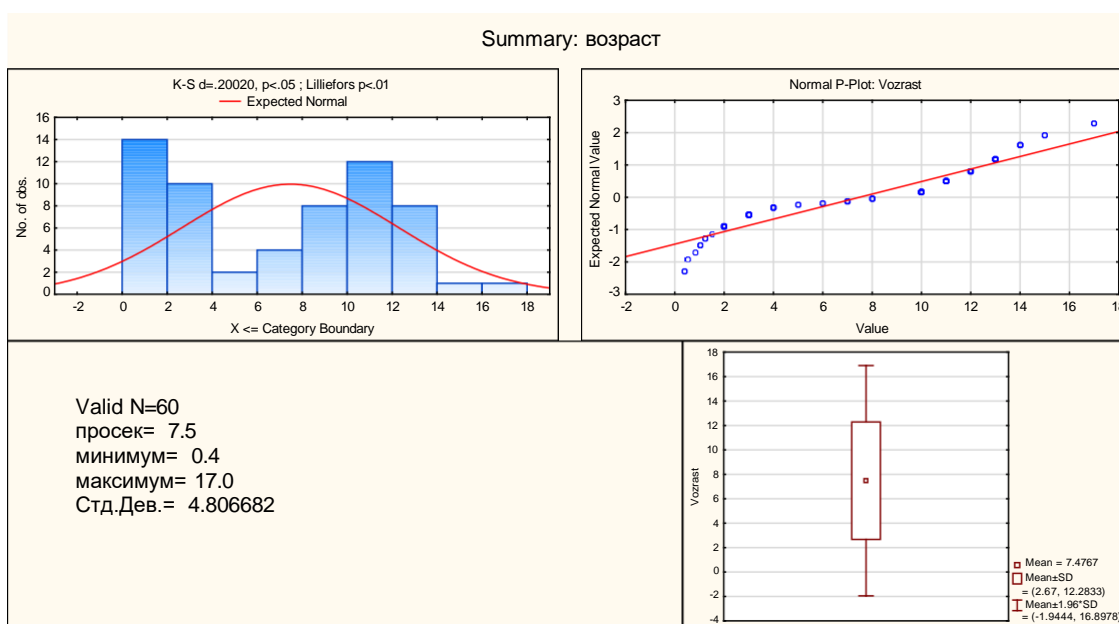 Summary: возраст
K-S d=.20020, p<.05 ; Lilliefors p<.01
Expected Normal
No. of obs.
16
14
12
10
8
6
4
2
0
0 2 4 6 8 10 12 14 16 18
X <= Category Boundary
Normal P-Plot: Vozrast
Expected Normal Value
3
2
1
0
-1
-2
-3
-2 0 2 4 6 8 10 12 14 16 18
Value
Valid N=60
просек= 7.5
минимум= 0.4
максимум= 17.0
Стд.Дев.= 4.806682
Vozrast
18
16
14
12
10
8
6
4
2
0
-2
-4
Mean = 7.4767
Mean±SD
= (2.67, 12.2833)
Mean±1.96*SD
= (-1.9444, 16.8978)